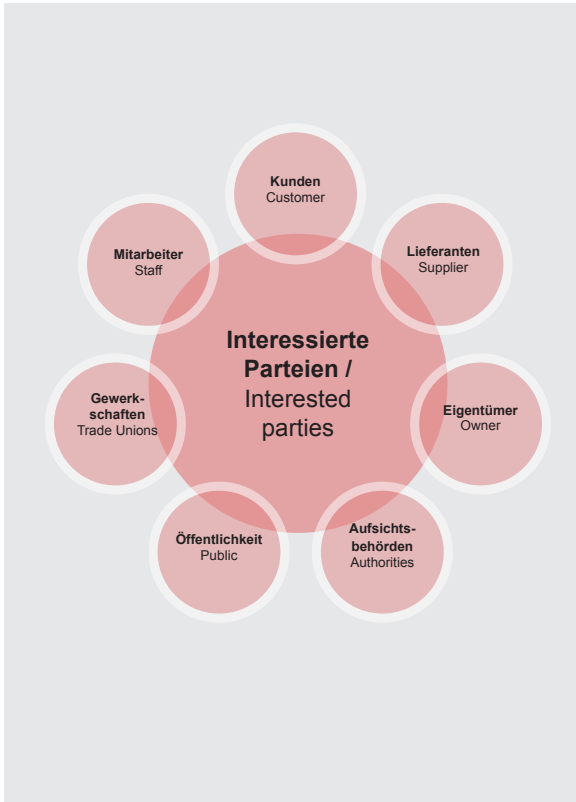 Kunden
Customer
Mitarbeiter
Staff
Lieferanten
Supplier
Interessierte
Parteien /
Interested
parties
Gewerk-
schaften
Trade Unions
Eigentümer
Owner
Öffentlichkeit
Public
Aufsichts-
behörden
Authorities